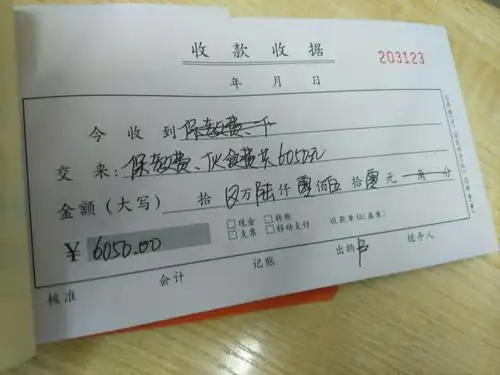 收款收据
203123
年 月 日
今收到保教费、
交来:保教费、伙食费共6050元
金额(大写) 拾 万陆仟零佰伍拾零元 角 分
¥ 6050.00
□现金 □转账
□支票 □移动支付
收款单位(盖章)
核准 会计 记账 出纳 经手人